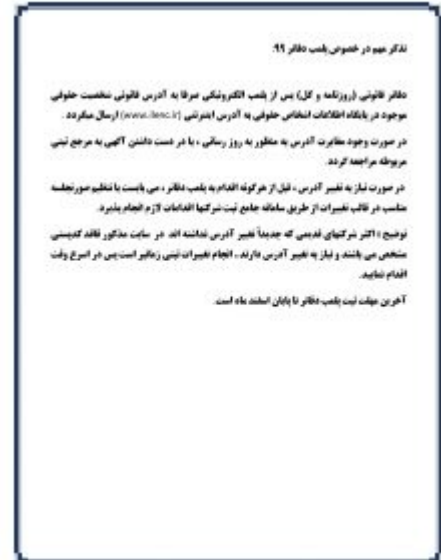 تذکر مهم در خصوص پلمب دفاتر ۹۹:
دفاتر قانونی (روزنامه و کل) پس از پلمب الکترونیکی صرفا به آدرس قانونی شخصیت حقوقی
موجود در پایگاه اطلاعات اشخاص حقوقی به آدرس اینترنتی (www.ilenc.ir) ارسال میگردد .
در صورت وجود مغایرت آدرس به منظور به روز رسانی ، با در دست داشتن آگهی به مرجع ثبتی
مربوطه مراجعه گردد.
در صورت نیاز به تغییر آدرس ، قبل از هرگونه اقدام به پلمب دفاتر ، می بایست با تنظیم صورتجلسه
مناسب در قالب تغییرات از طریق سامانه جامع ثبت شرکتها اقدامات لازم انجام پذیرد.
توضیح : اکثر شرکتهای قدیمی که جدیداً تغییر آدرس نداشته اند در سایت مذکور فاقد کدپستی
مشخص می باشند و نیاز به تغییر آدرس دارند ، انجام تغییرات ثبتی زمانبر است پس در اسرع وقت
اقدام نمایید.
آخرین مهلت ثبت پلمب دفاتر تا پایان اسفند ماه است.